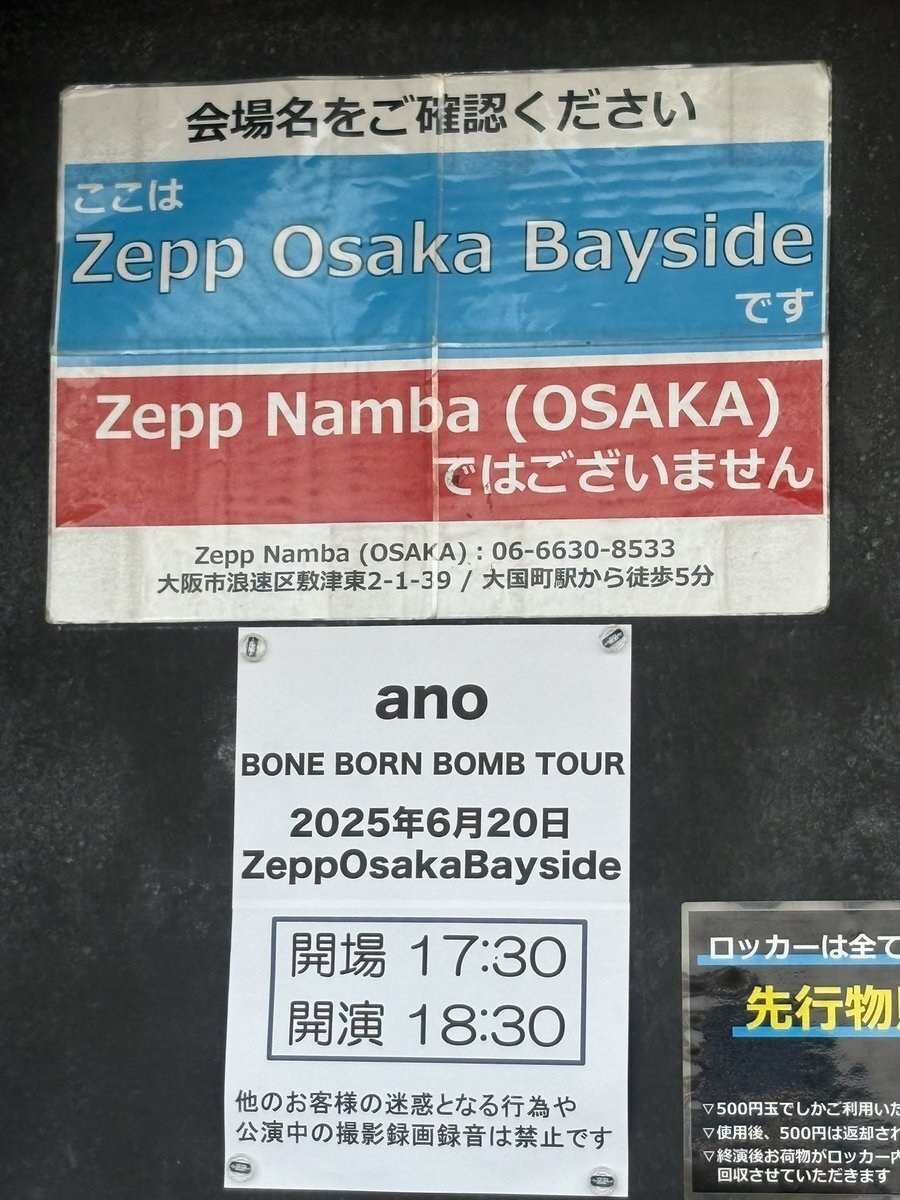 会場名をご確認ください
ここは
Zepp Osaka Bayside
です
Zepp Namba (OSAKA)
ではございません
Zepp Namba (OSAKA) : 06-6630-8533
大阪市浪速区敷津東2-1-39 / 大国町駅から徒歩5分
ano
BONE BORN BOMB TOUR
2025年6月20日
ZeppOsakaBayside
開場 17:30
開演 18:30
他のお客様の迷惑となる行為や
公演中の撮影録画録音は禁止です
ロッカーは全て
先行物
▽500円玉でしかご利用いた
▽使用後、500円は返却され
▽終演後お荷物がロッカー内
回収させていただきます